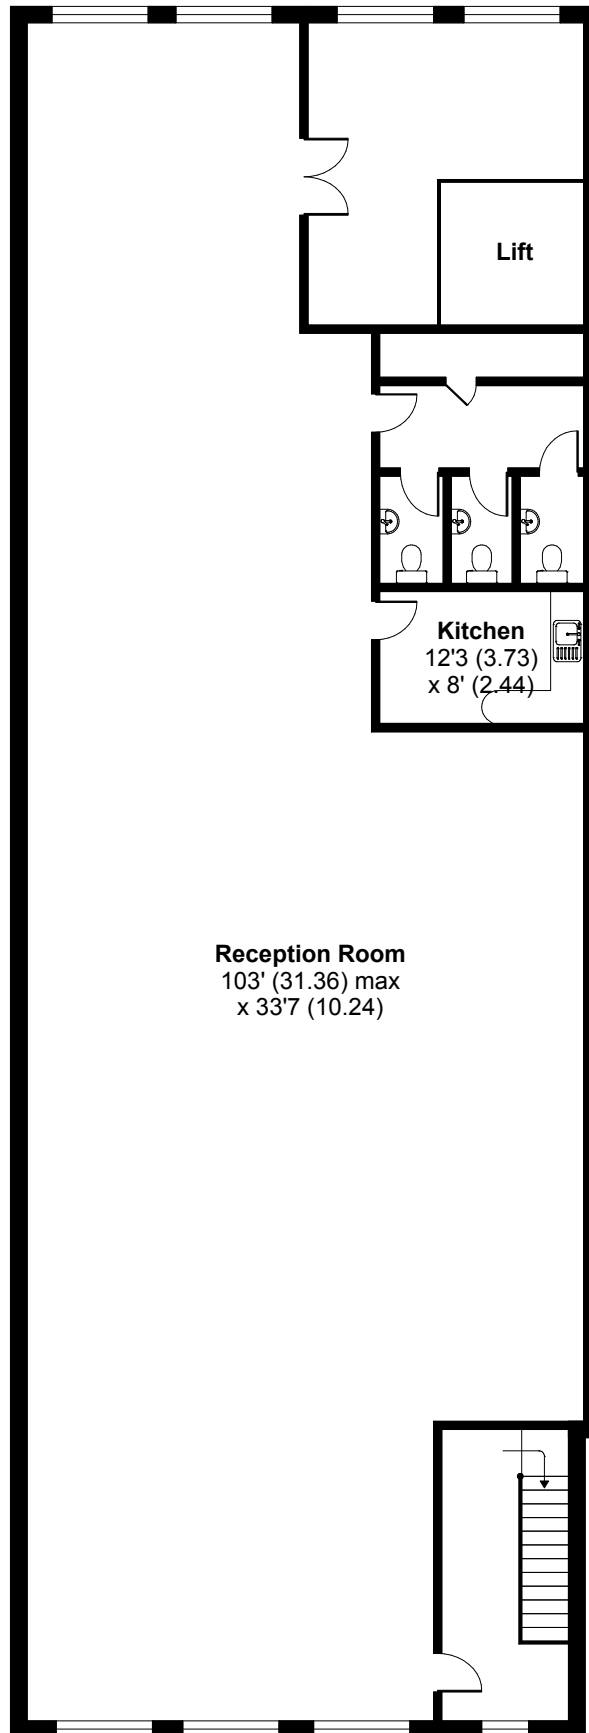 Lift
Kitchen
12'3 (3.73)
x 8' (2.44)
Reception Room
103' (31.36) max
x 33'7 (10.24)